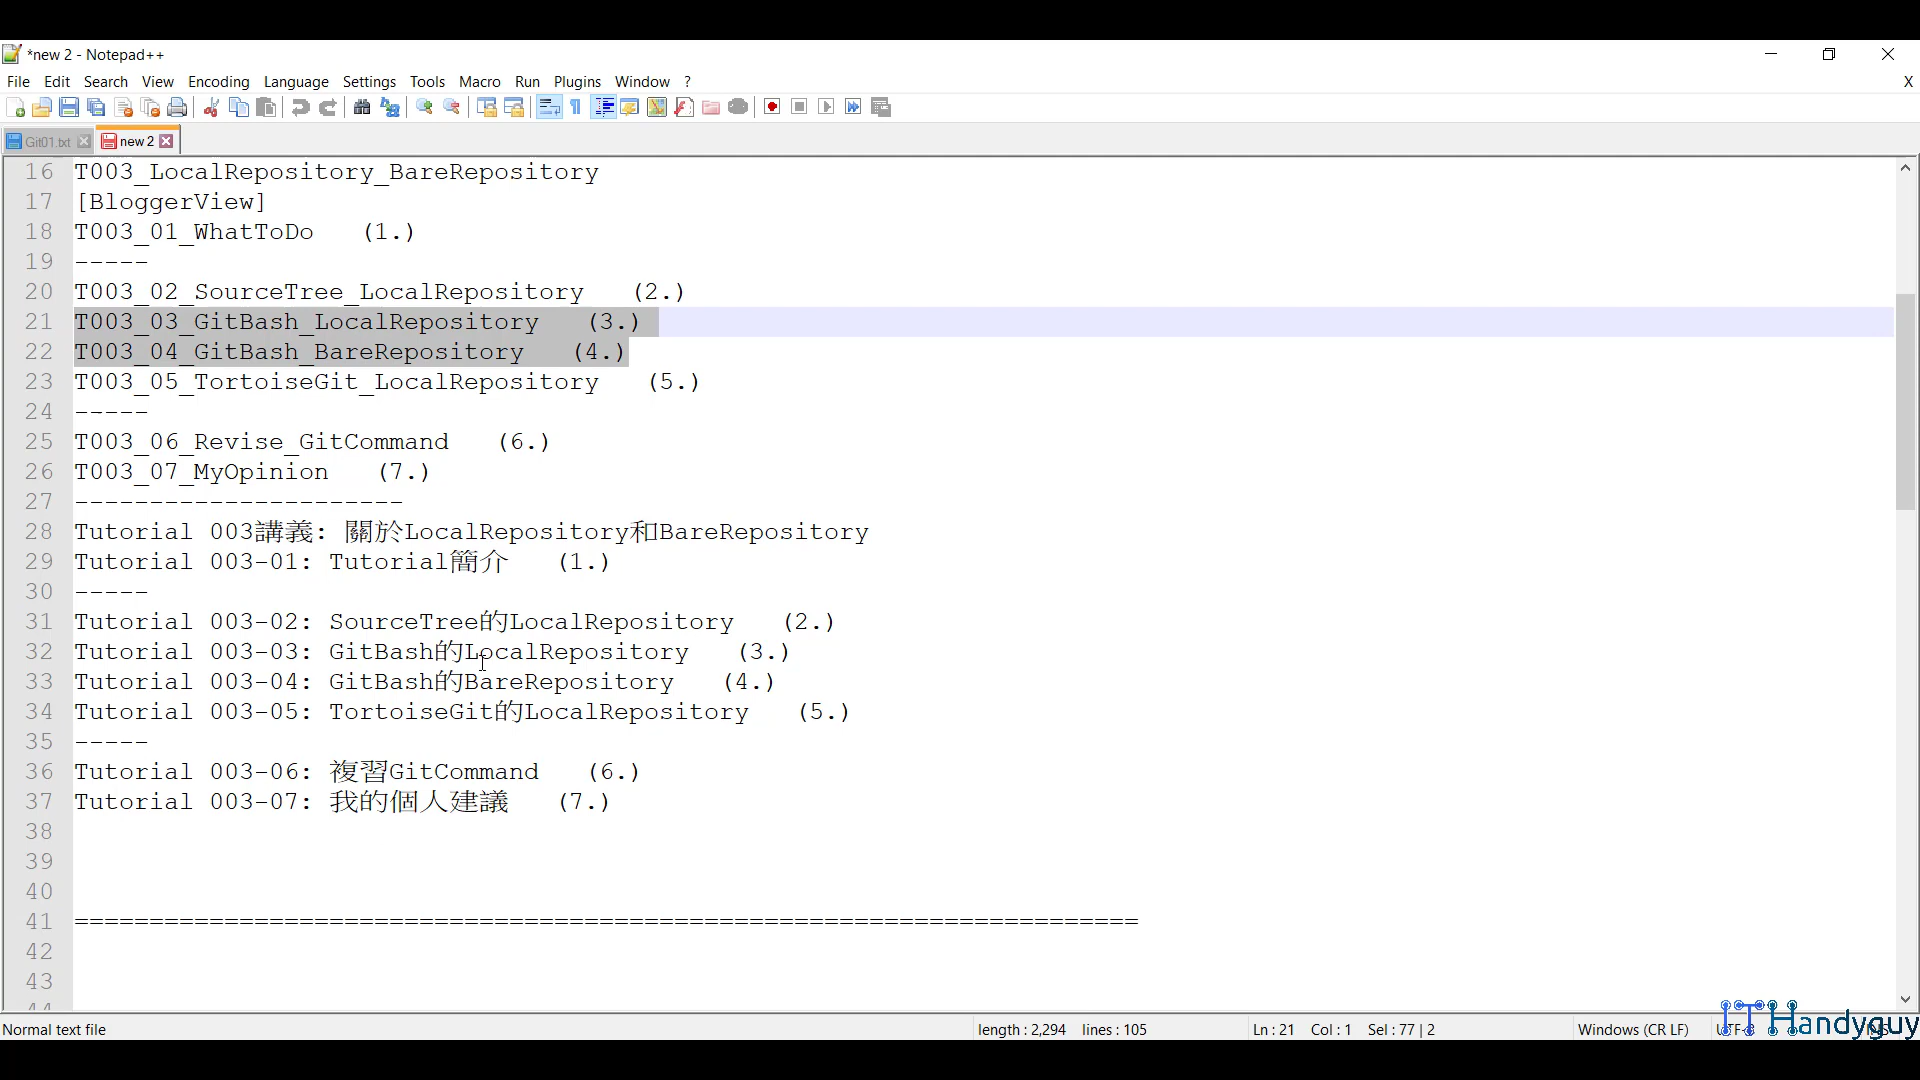 *new 2 - Notepad++
File Edit Search View Encoding Language Settings Tools Macro Run Plugins Window ? X
Git01.txt new 2
16 T003_LocalRepository_BareRepository
17 [BloggerView]
18 T003_01_WhatToDo (1.)
19 -----
20 T003_02_SourceTree_LocalRepository (2.)
21 T003_03_GitBash_LocalRepository (3.)
22 T003_04_GitBash_BareRepository (4.)
23 T003_05_TortoiseGit_LocalRepository (5.)
24 -----
25 T003_06_Revise_GitCommand (6.)
26 T003_07_MyOpinion (7.)
27 ----------------------
28 Tutorial 003講義: 關於LocalRepository和BareRepository
29 Tutorial 003-01: Tutorial簡介 (1.)
30 -----
31 Tutorial 003-02: SourceTree的LocalRepository (2.)
32 Tutorial 003-03: GitBash的LocalRepository (3.)
33 Tutorial 003-04: GitBash的BareRepository (4.)
34 Tutorial 003-05: TortoiseGit的LocalRepository (5.)
35 -----
36 Tutorial 003-06: 複習GitCommand (6.)
37 Tutorial 003-07: 我的個人建議 (7.)
38
39
40
41 =======================================================================
42
43
44
Normal text file length : 2,294 lines : 105 Ln : 21 Col : 1 Sel : 77 | 2 Windows (CR LF) UTF-8 INS
IT Handyguy